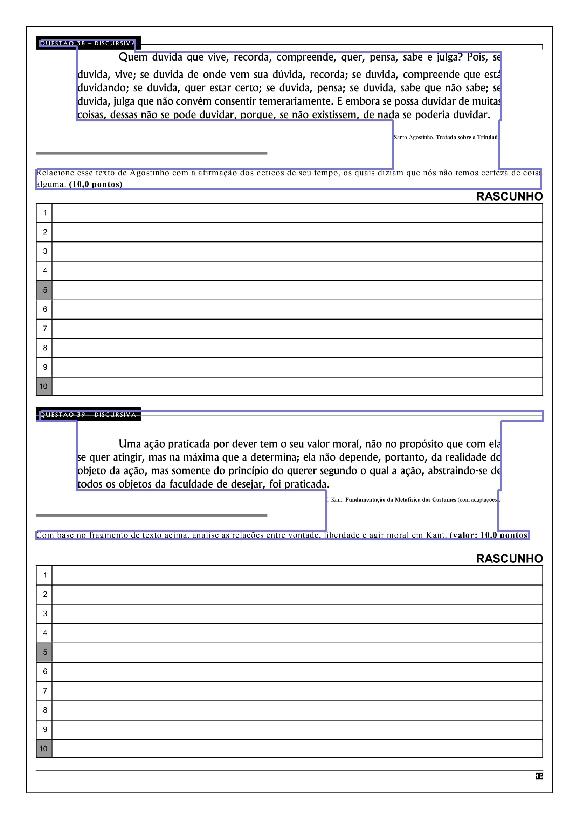 QUESTÃO 38 – DISCURSIVA
Quem duvida que vive, recorda, compreende, quer, pensa, sabe e julga? Pois, se
duvida, vive; se duvida de onde vem sua dúvida, recorda; se duvida, compreende que está
duvidando; se duvida, quer estar certo; se duvida, pensa; se duvida, sabe que não sabe; se
duvida, julga que não convém consentir temerariamente. E embora se possa duvidar de muitas
coisas, dessas não se pode duvidar, porque, se não existissem, de nada se poderia duvidar.
Santo Agostinho. Tratado sobre a Trindade
Relacione esse texto de Agostinho com a afirmação dos céticos de seu tempo, os quais diziam que nós não temos certeza de coisa
alguma. (10,0 pontos)
RASCUNHO
1
2
3
4
5
6
7
8
9
10
QUESTÃO 39 – DISCURSIVA
Uma ação praticada por dever tem o seu valor moral, não no propósito que com ela
se quer atingir, mas na máxima que a determina; ela não depende, portanto, da realidade do
objeto da ação, mas somente do princípio do querer segundo o qual a ação, abstraindo-se de
todos os objetos da faculdade de desejar, foi praticada.
I. Kant. Fundamentação da Metafísica dos Costumes (com adaptações).
Com base no fragmento de texto acima, analise as relações entre vontade, liberdade e agir moral em Kant. (valor: 10,0 pontos
RASCUNHO
1
2
3
4
5
6
7
8
9
10